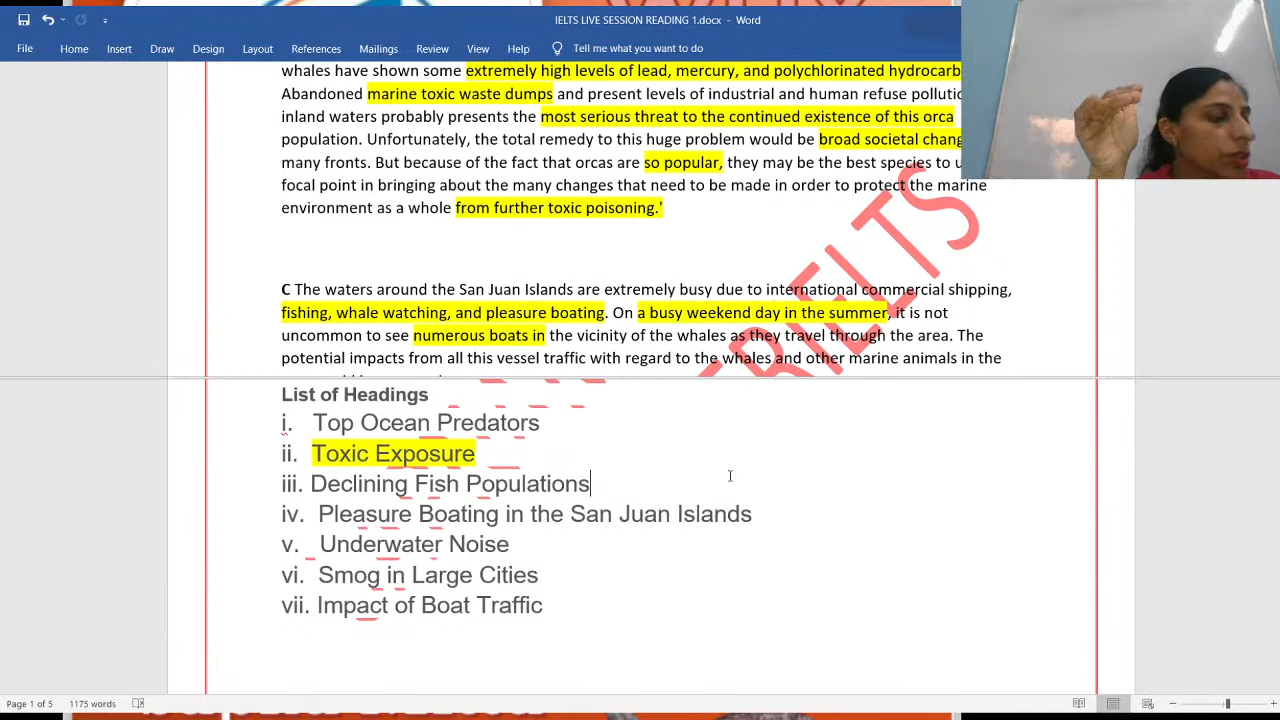 IELTS LIVE SESSION READING 1.docx - Word
File Home Insert Draw Design Layout References Mailings Review View Help Tell me what you want to do
whales have shown some extremely high levels of lead, mercury, and polychlorinated hydrocarb
Abandoned marine toxic waste dumps and present levels of industrial and human refuse pollutio
inland waters probably presents the most serious threat to the continued existence of this orca
population. Unfortunately, the total remedy to this huge problem would be broad societal chang
many fronts. But because of the fact that orcas are so popular, they may be the best species to u
focal point in bringing about the many changes that need to be made in order to protect the marine
environment as a whole from further toxic poisoning.'
C The waters around the San Juan Islands are extremely busy due to international commercial shipping,
fishing, whale watching, and pleasure boating. On a busy weekend day in the summer, it is not
uncommon to see numerous boats in the vicinity of the whales as they travel through the area. The
potential impacts from all this vessel traffic with regard to the whales and other marine animals in the
IELTS
List of Headings
i. Top Ocean Predators
ii. Toxic Exposure
iii. Declining Fish Populations
iv. Pleasure Boating in the San Juan Islands
v. Underwater Noise
vi. Smog in Large Cities
vii. Impact of Boat Traffic
Page 1 of 5 1175 words